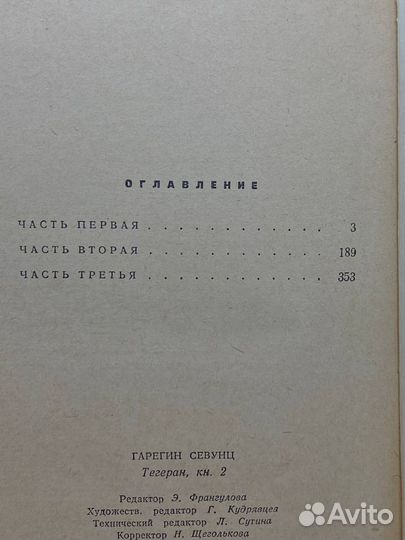 ОГЛАВЛЕНИЕ
ЧАСТЬ ПЕРВАЯ . . . . . . . . . . . . . 3
ЧАСТЬ ВТОРАЯ . . . . . . . . . . . . . 189
ЧАСТЬ ТРЕТЬЯ . . . . . . . . . . . . . 353
ГАРЕГИН СЕВУНЦ
Тегеран, кн. 2
Редактор Э. Франгулова
Художеств. редактор Г. Кудрявцев
Технический редактор Л. Сутина
Корректор Н. Щеголькова
Avito